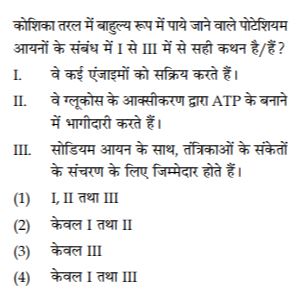 कोशिका तरल में बाहुल्य रूप में पाये जाने वाले पोटेशियम
आयनों के संबंध में I से III में से सही कथन है/हैं?
I. वे कई एंजाइमों को सक्रिय करते हैं।
II. वे ग्लूकोस के आक्सीकरण द्वारा ATP के बनाने
में भागीदारी करते हैं।
III. सोडियम आयन के साथ, तंत्रिकाओं के संकेतों
के संचरण के लिए जिम्मेदार होते हैं।
(1) I, II तथा III
(2) केवल I तथा II
(3) केवल III
(4) केवल I तथा III